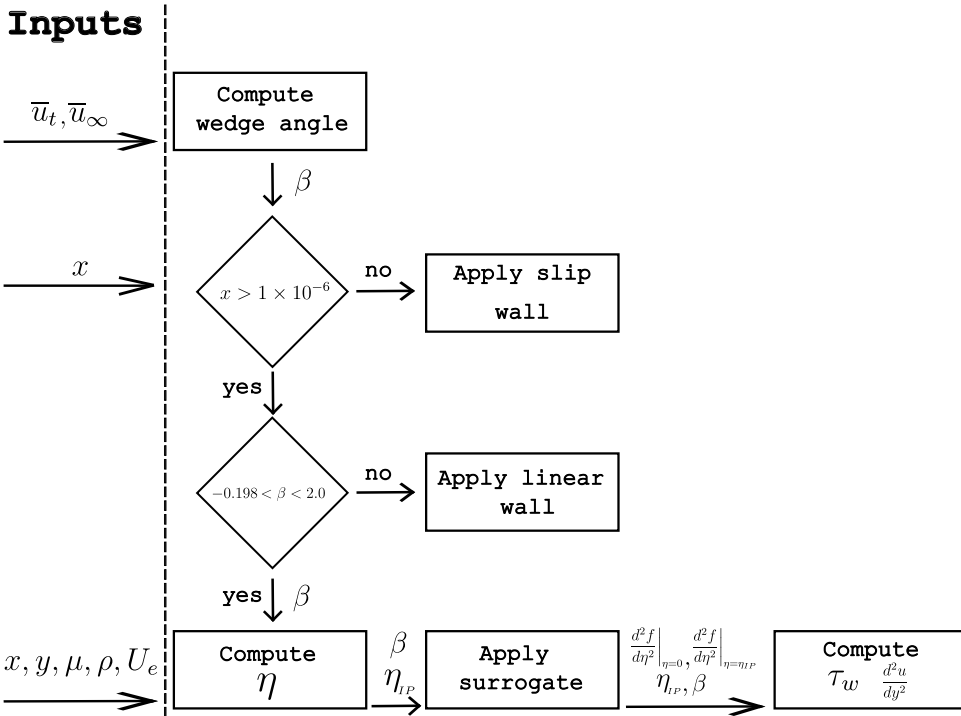 Inputs
Compute
wedge angle
u̅_t, u̅_∞
β
x
x > 1 × 10⁻⁶
no
Apply slip
wall
yes
−0.198 < β < 2.0
no
Apply linear
wall
yes β
x, y, μ, ρ, U_e
Compute
η
β
η_IP
Apply
surrogate
d²f/dη²|_η=0, d²f/dη²|_η=η_IP
η_IP, β
Compute
τ_w d²u/dy²